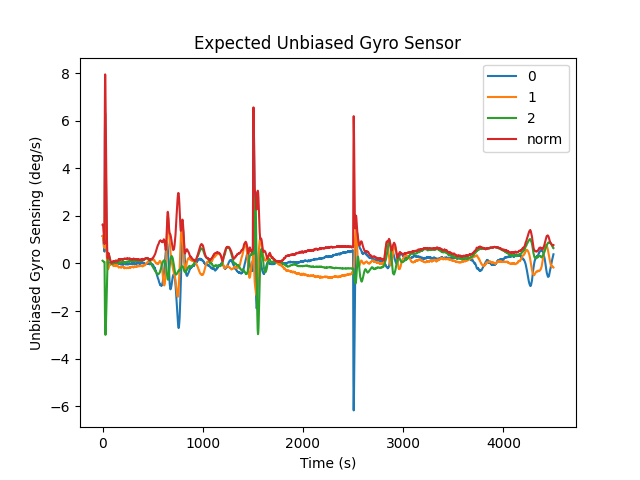 Expected Unbiased Gyro Sensor
0
1
2
norm
Unbiased Gyro Sensing (deg/s)
8
6
4
2
0
−2
−4
−6
0 1000 2000 3000 4000
Time (s)